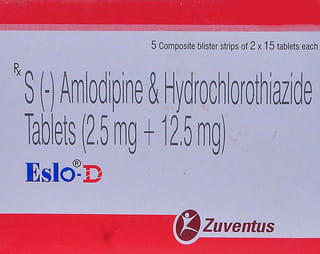 5 Composite blister strips of 2 x 15 tablets each
Rx S (-) Amlodipine & Hydrochlorothiazide
Tablets (2.5 mg + 12.5 mg)
Eslo®-D
Zuventus